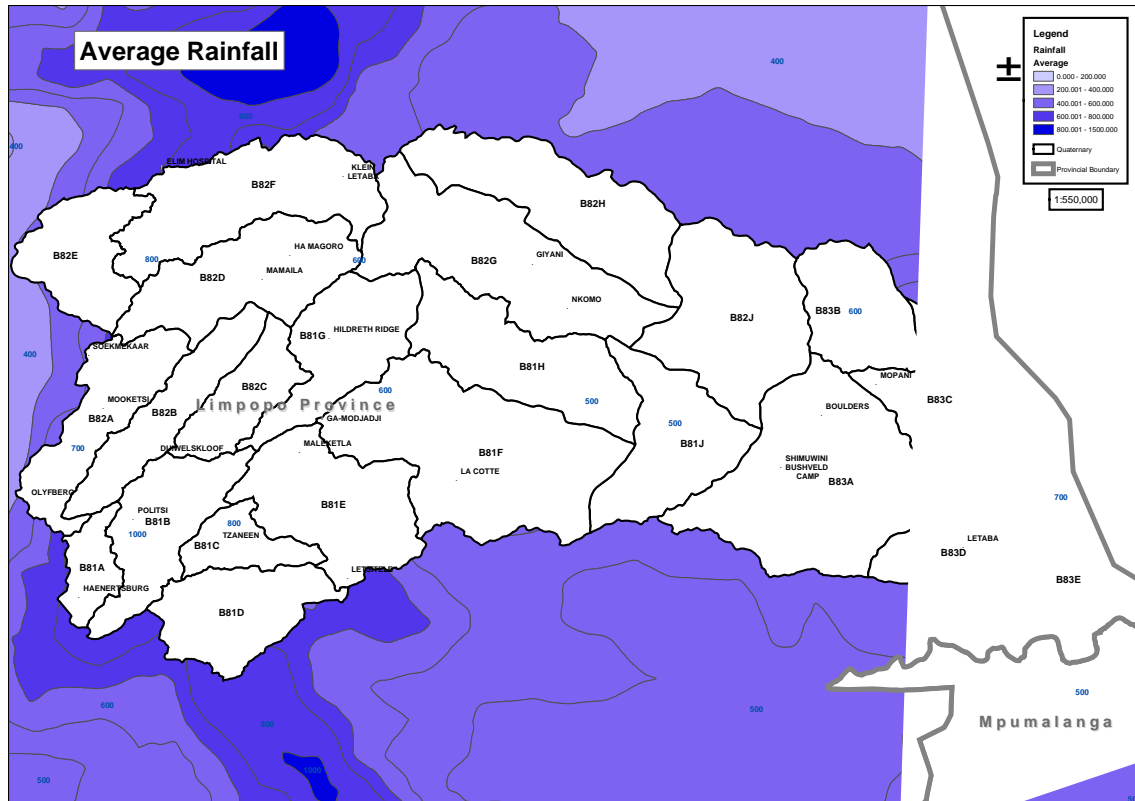 Average Rainfall
Legend
Rainfall
Average
0.000 - 200.000
200.001 - 400.000
400.001 - 600.000
600.001 - 800.000
800.001 - 1500.000
Quaternary
Provincial Boundary
±
1:550,000
400
400
ELIM HOSPITAL
KLEIN
LETABA
B82F
B82H
B82E
800
HA MAGORO
600
GIYANI
B82G
B82D
MAMAILA
NKOMO
B83B
600
B82J
HILDRETH RIDGE
B81G
SOEKMEKAAR
400
B81H
MOPANI
B82C
600
B83C
MOOKETSI
Limpopo Province
500
BOULDERS
B82A
B82B
GA-MODJADJI
500
DUIWELSKLOOF
MALEKETLA
B81J
700
B81F
SHIMUWINI
BUSHVELD
CAMP
LA COTTE
B83A
OLYFBERG
700
B81E
POLITSI
B81B
800
1000
TZANEEN
LETABA
B81C
B83D
B81A
LETSITELE
B83E
HAENERTSBURG
B81D
500
600
500
Mpumalanga
1000
500